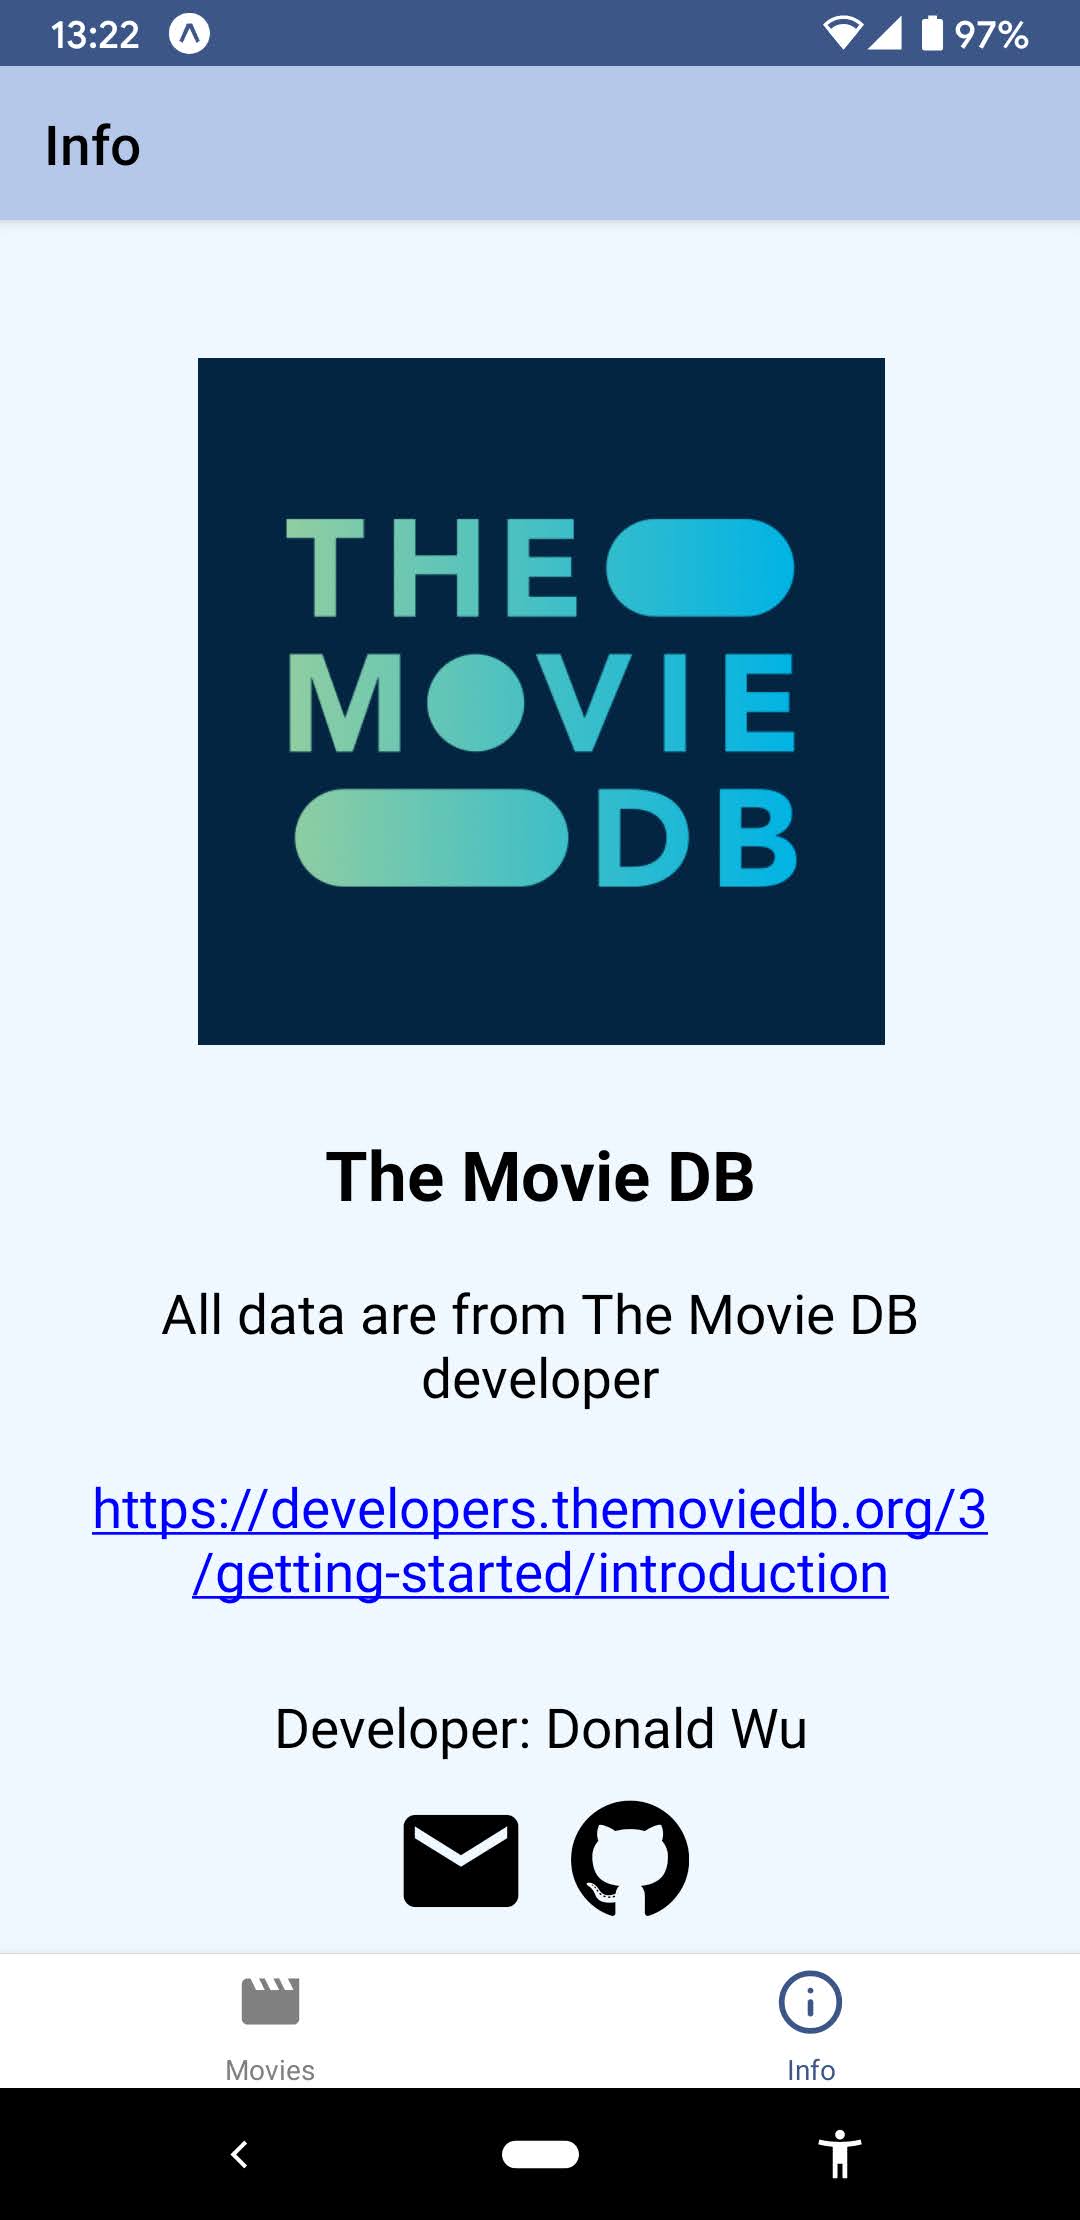 13:22 97%
Info
THE
MOVIE
DB
The Movie DB
All data are from The Movie DB
developer
https://developers.themoviedb.org/3
/getting-started/introduction
Developer: Donald Wu
Movies Info